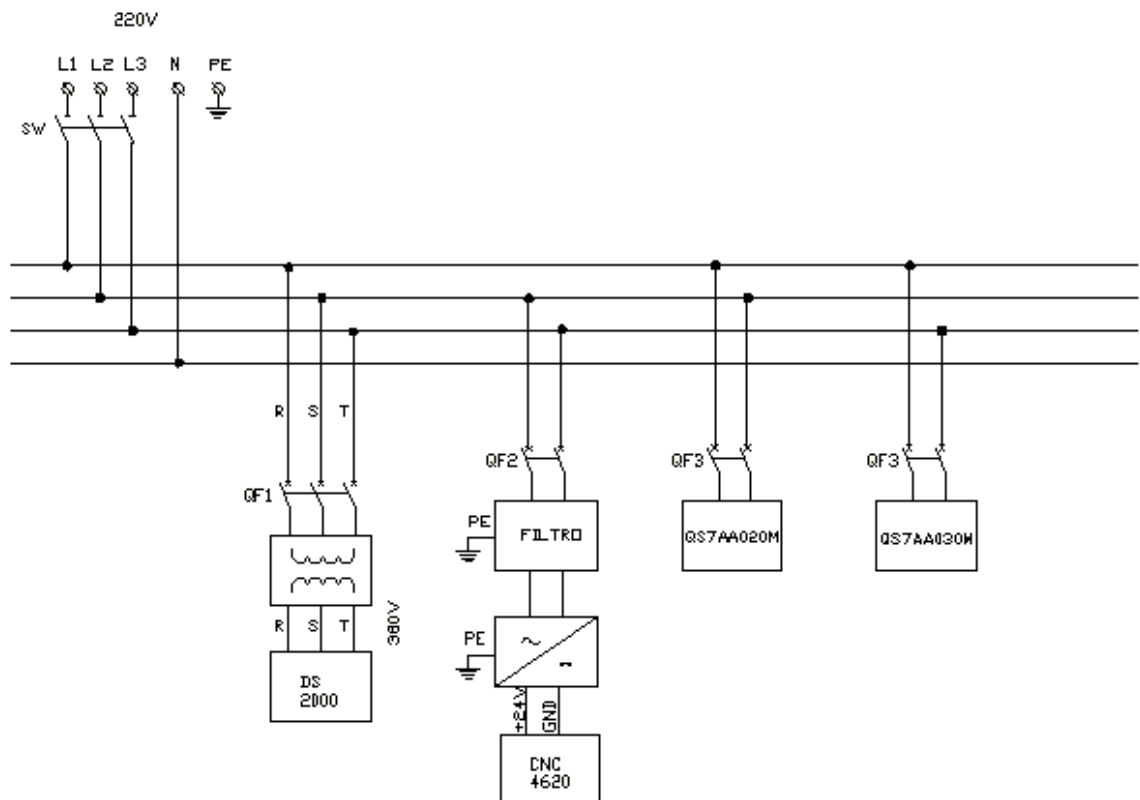 220V
L1 L2 L3 N PE
SW
R S T
QF1
QF2
QF3
QF3
PE
FILTRO
QS7AA020M
QS7AA030M
R S T
380V
PE
DS
2000
+24V
GND
CNC
4620